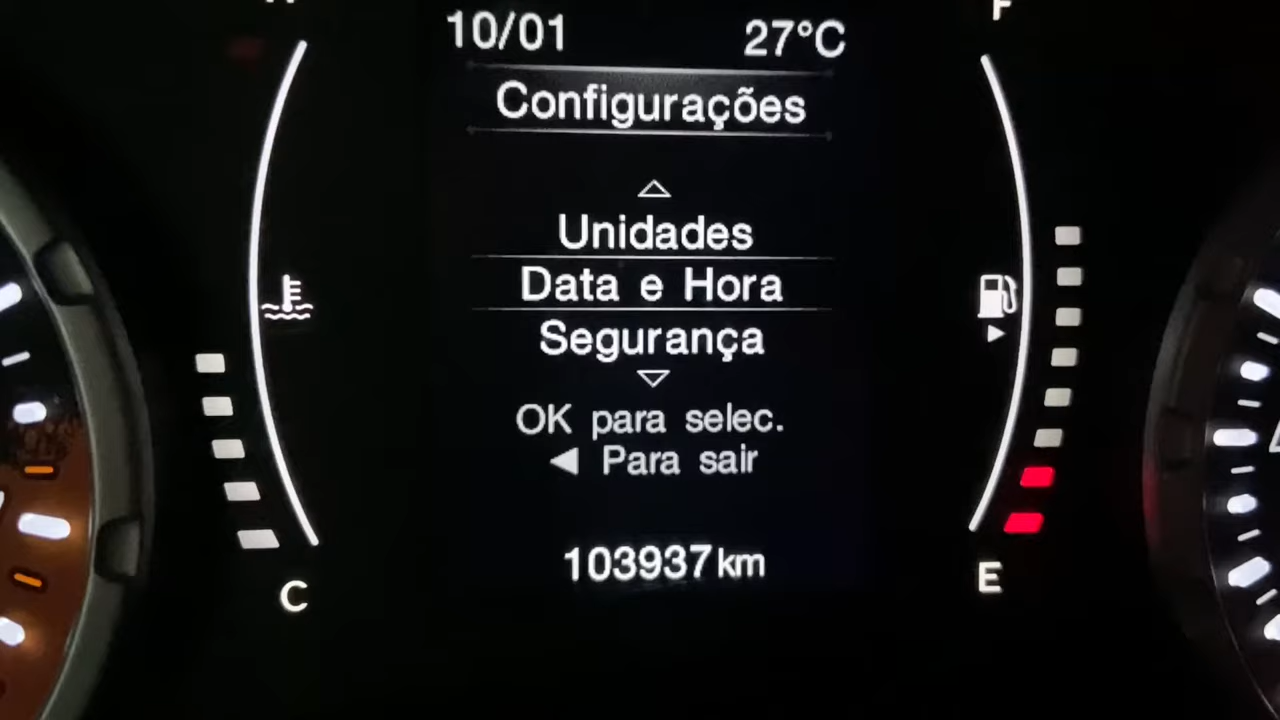 10/01 27°C
Configurações
Unidades
Data e Hora
Segurança
OK para selec.
Para sair
103937 km
C
F
E